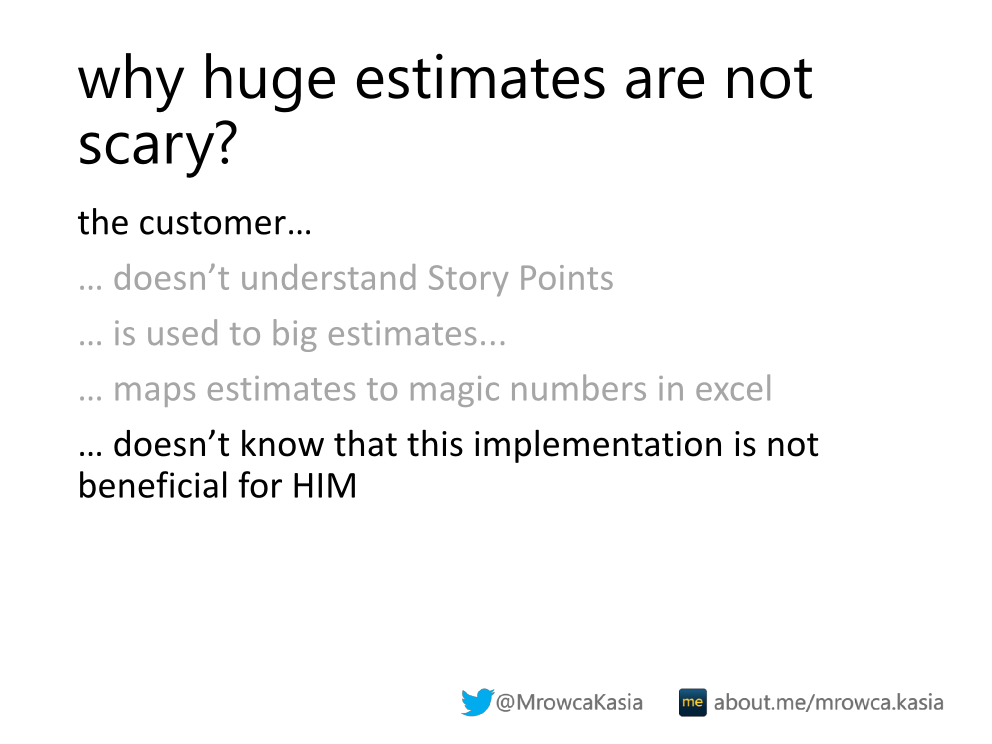 why huge estimates are not
scary?
the customer…
… doesn’t understand Story Points
… is used to big estimates...
… maps estimates to magic numbers in excel
… doesn’t know that this implementation is not
beneficial for HIM
@MrowcaKasia
me about.me/mrowca.kasia